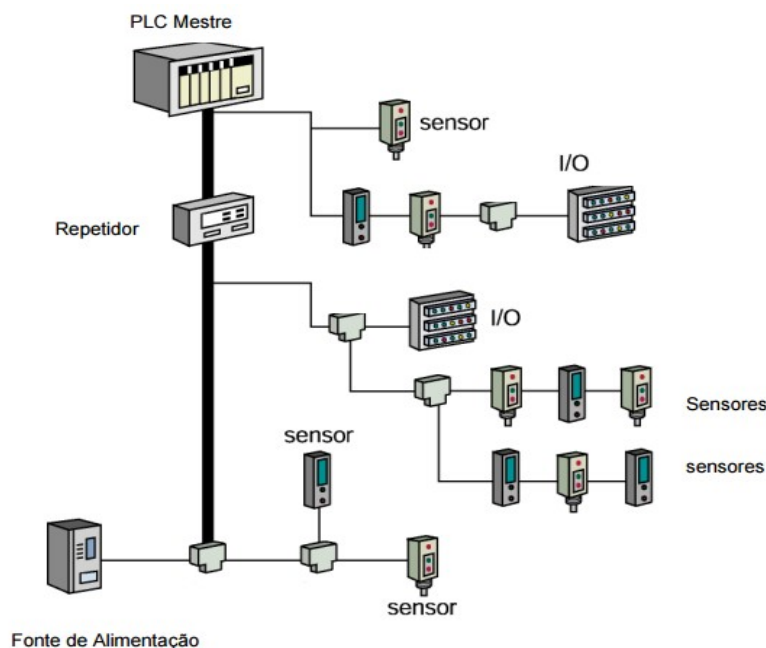 PLC Mestre
sensor
I/O
Repetidor
I/O
Sensores
sensor
sensores
sensor
Fonte de Alimentação